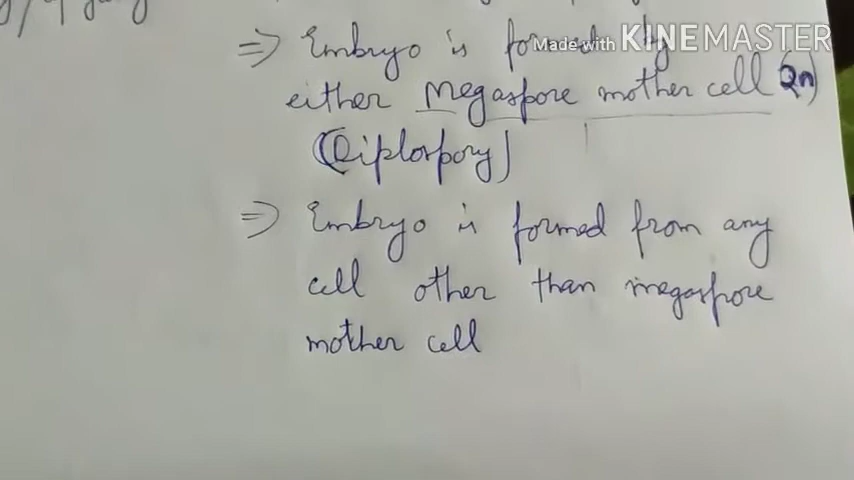 ⇒ Embryo is formed by
Made with KINEMASTER
either Megaspore mother cell (2n)
(Diplospory)
⇒ Embryo is formed from any
cell other than megaspore
mother cell